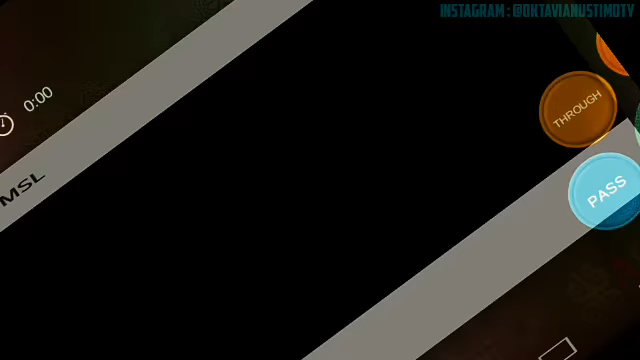 INSTAGRAM : @OKTAVIANUSTIMOTY
0:00
THROUGH
MSL
PASS